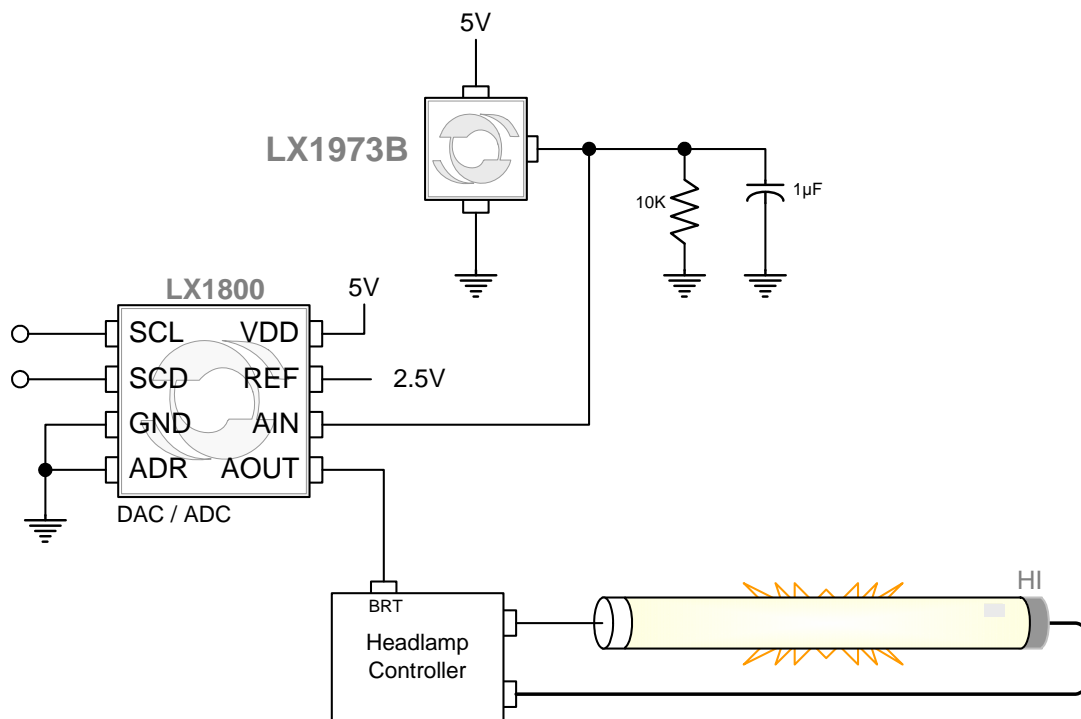 5V
LX1973B
10K
1µF
LX1800
5V
SCL
VDD
SCD
REF
2.5V
GND
AIN
ADR
AOUT
DAC / ADC
HI
BRT
Headlamp
Controller